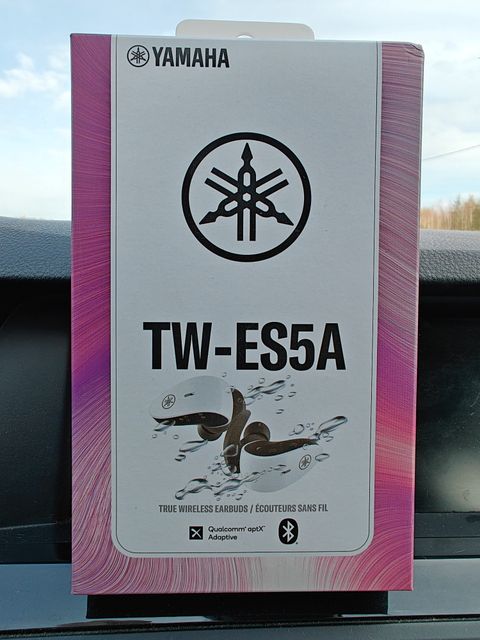 YAMAHA
TW-ES5A
TRUE WIRELESS EARBUDS / ÉCOUTEURS SANS FIL
Qualcomm® aptX™
Adaptive